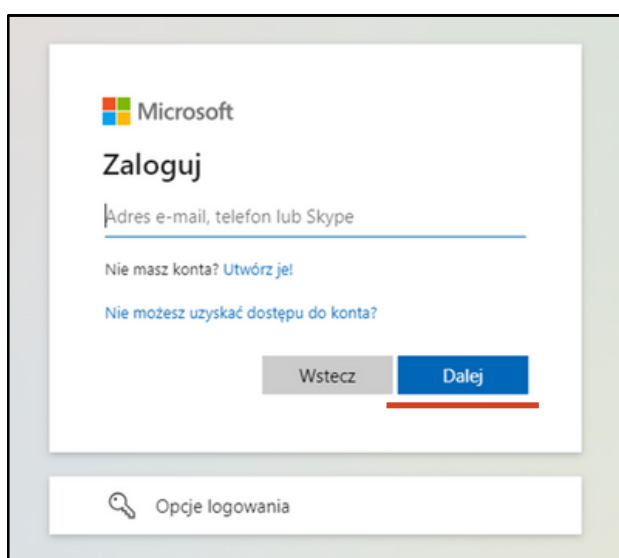 Microsoft
Zaloguj
Adres e-mail, telefon lub Skype
Nie masz konta? Utwórz je!
Nie możesz uzyskać dostępu do konta?
Wstecz Dalej
Opcje logowania